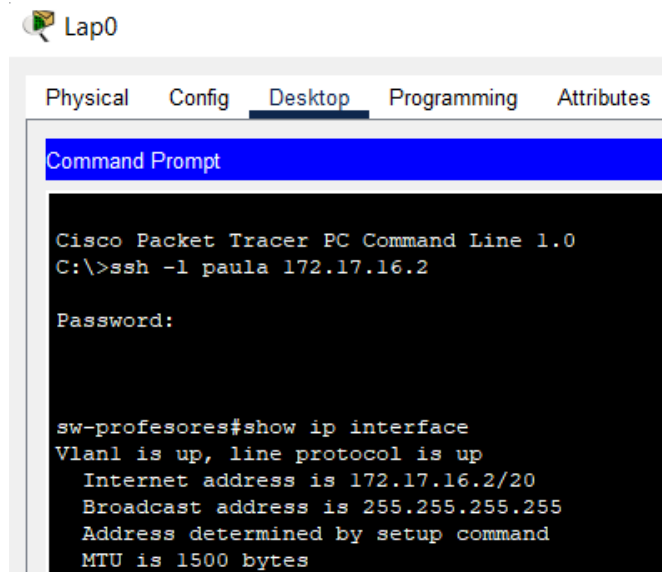 Lap0
Physical Config Desktop Programming Attributes
Command Prompt
Cisco Packet Tracer PC Command Line 1.0
C:\>ssh -l paula 172.17.16.2
Password:
sw-profesores#show ip interface
Vlan1 is up, line protocol is up
Internet address is 172.17.16.2/20
Broadcast address is 255.255.255.255
Address determined by setup command
MTU is 1500 bytes